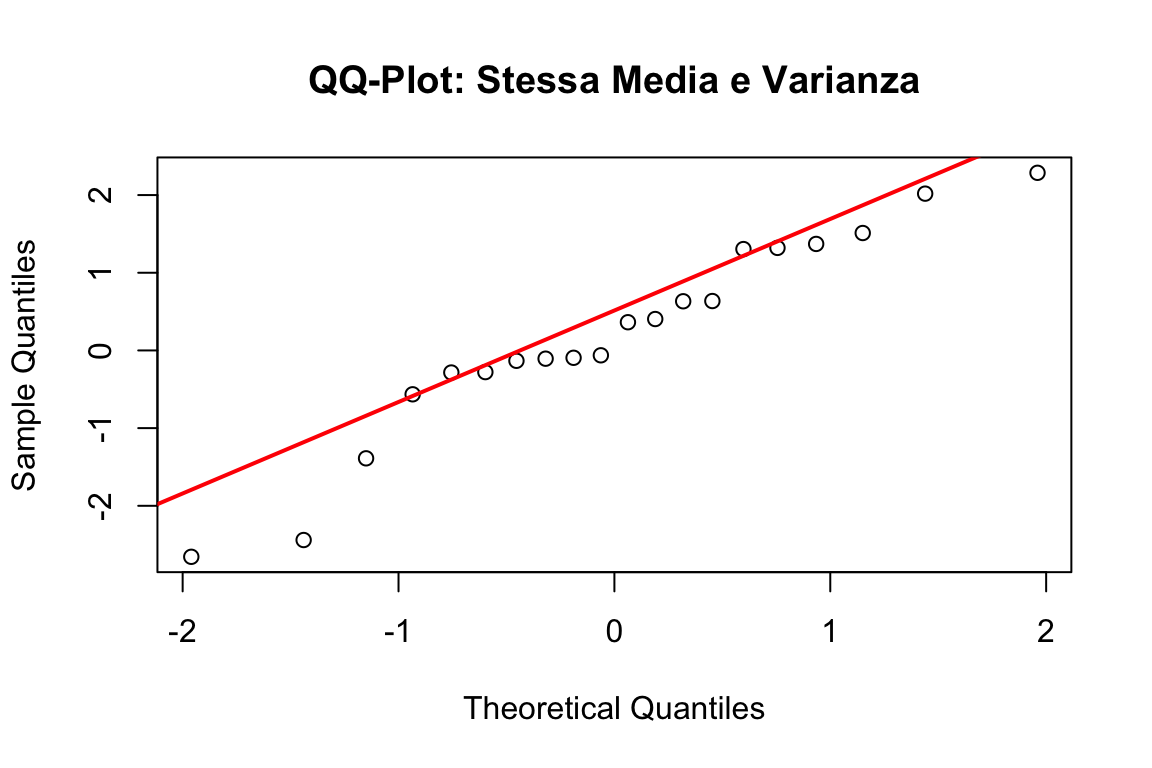 QQ-Plot: Stessa Media e Varianza
Sample Quantiles
2
1
0
-1
-2
-2 -1 0 1 2
Theoretical Quantiles